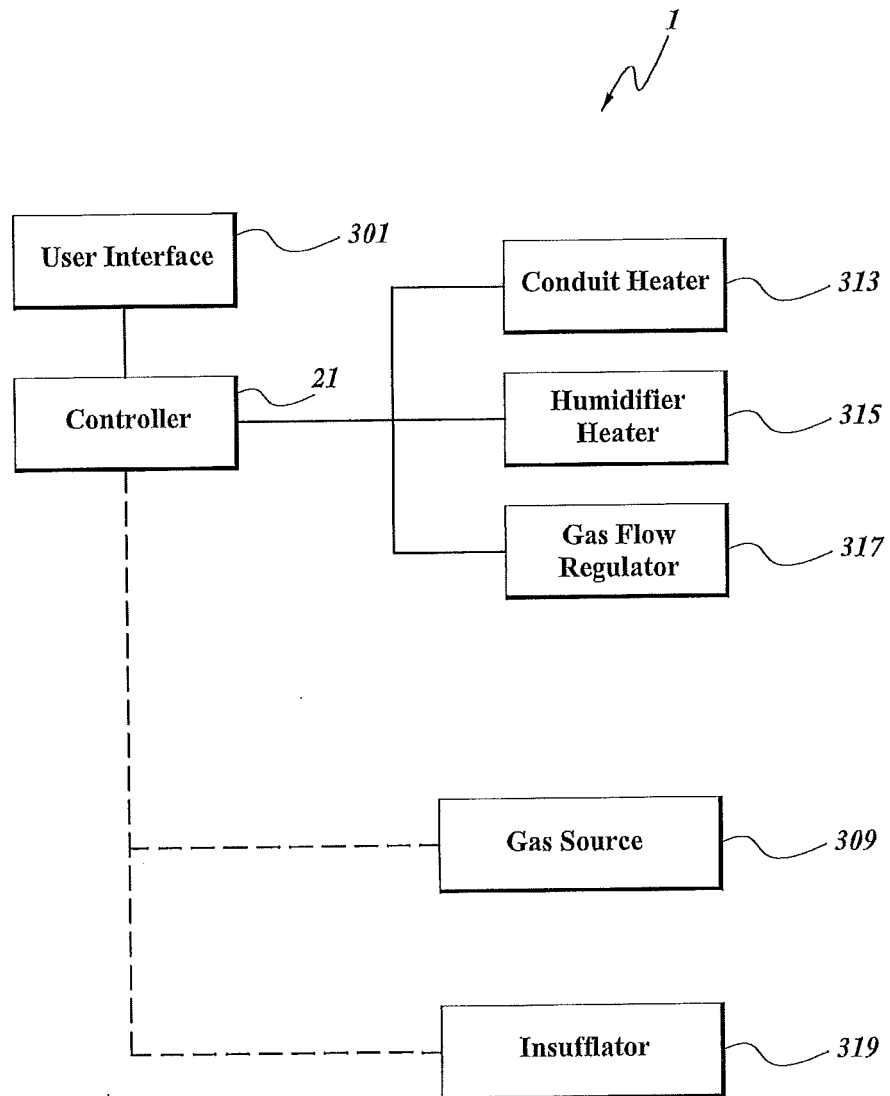 1
User Interface
301
Conduit Heater
313
Controller
21
Humidifier
Heater
315
Gas Flow
Regulator
317
Gas Source
309
Insufflator
319